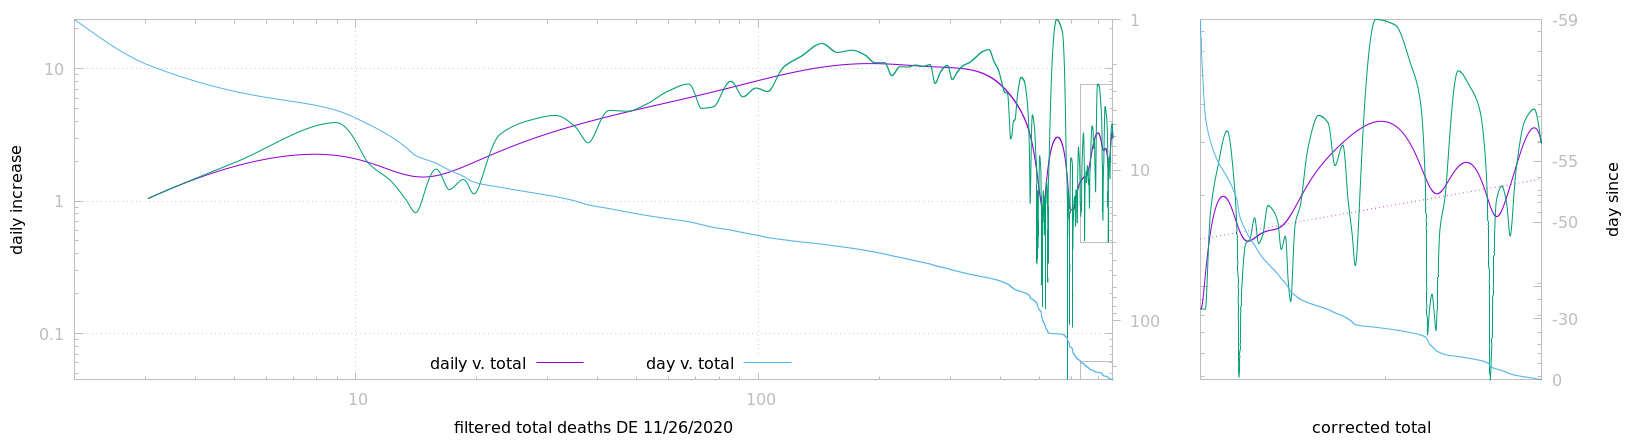 daily increase
10
1
0.1
daily v. total
day v. total
10
100
filtered total deaths DE 11/26/2020
1
10
100
-59
-55
-50
-30
0
day since
corrected total